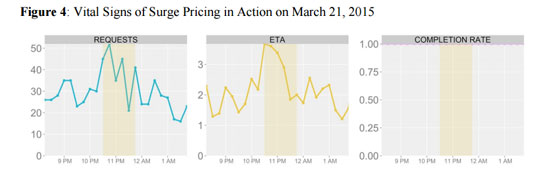 Figure 4: Vital Signs of Surge Pricing in Action on March 21, 2015
REQUESTS
50
40
30
20
10
0
9 PM 10 PM 11 PM 12 AM 1 AM
ETA
3
2
1
0
9 PM 10 PM 11 PM 12 AM 1 AM
COMPLETION RATE
1.00
0.75
0.50
0.25
0.00
9 PM 10 PM 11 PM 12 AM 1 AM